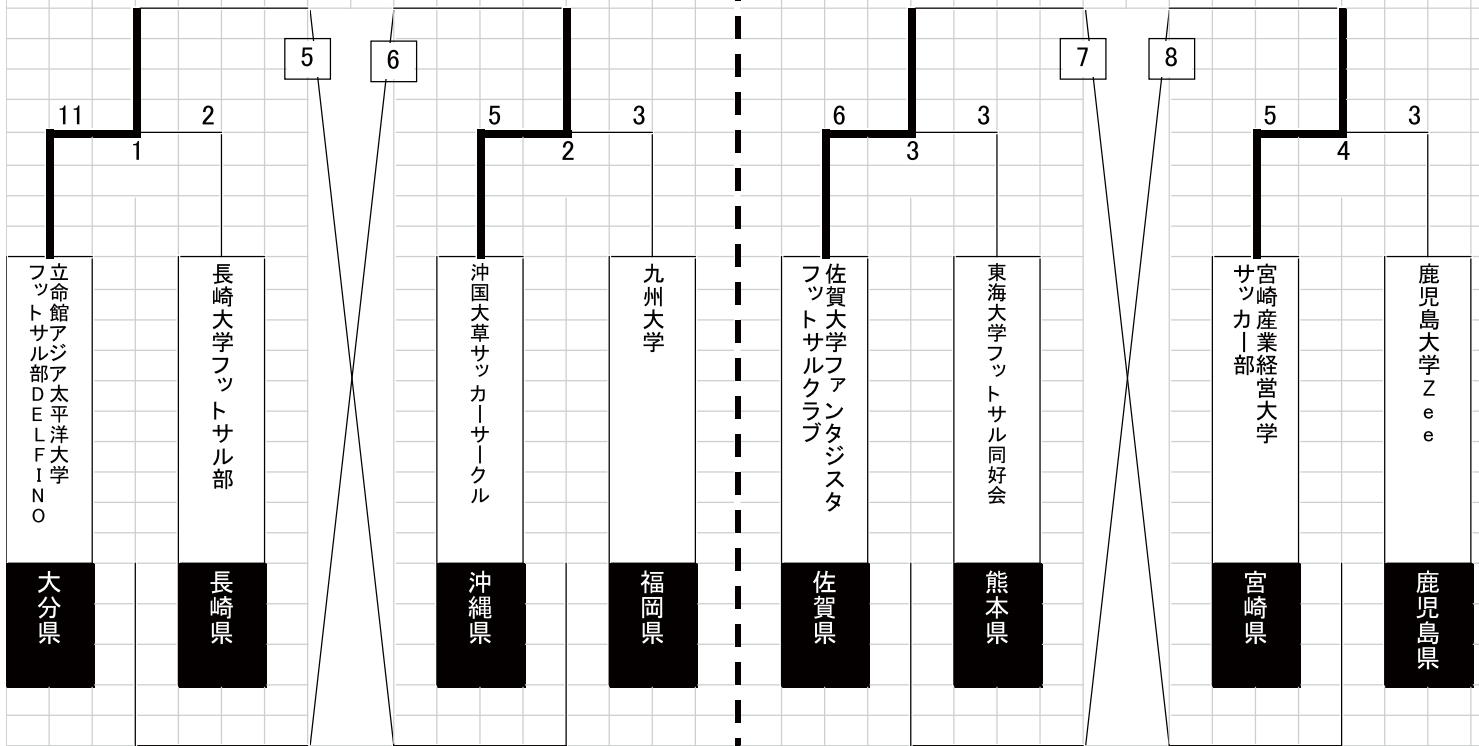 5
6
7
8
11
2
5
3
6
3
5
3
1
2
3
4
立命館アジア太平洋大学
フットサル部DELFINO
長崎大学フットサル部
沖国大草サッカーサークル
九州大学
佐賀大学ファンタジスタ
フットサルクラブ
東海大学フットサル同好会
宮崎産業経営大学
サッカー部
鹿児島大学Zee
大分県
長崎県
沖縄県
福岡県
佐賀県
熊本県
宮崎県
鹿児島県